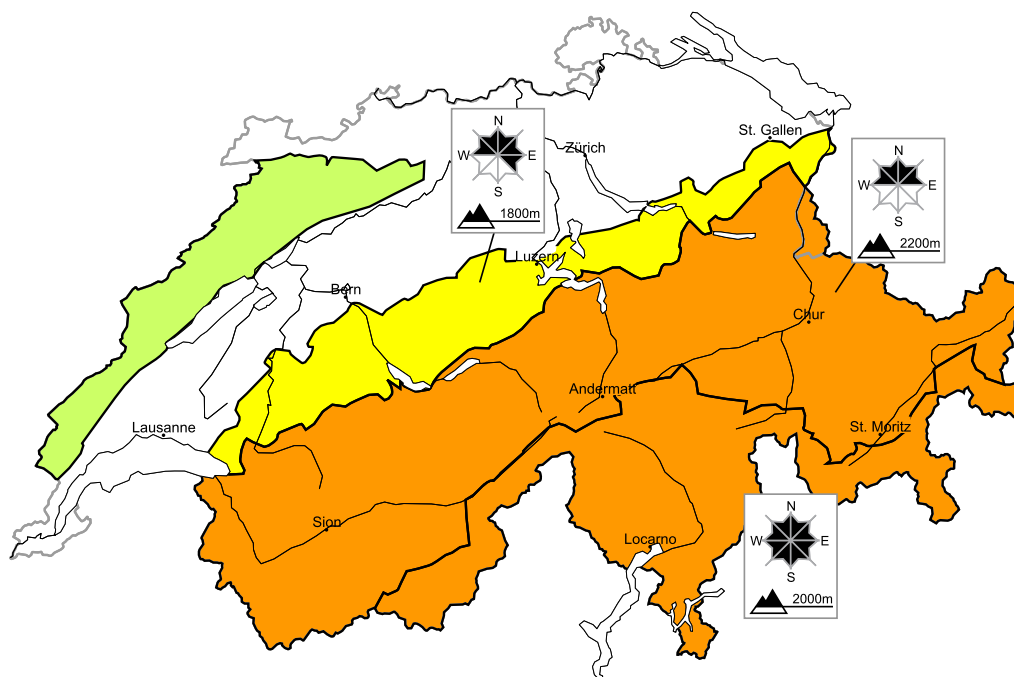 N
W E
S
1800m
Zürich
St. Gallen
N
W E
S
2200m
Luzern
Bern
Chur
Andermatt
Lausanne
St. Moritz
Sion
Locarno
N
W E
S
2000m